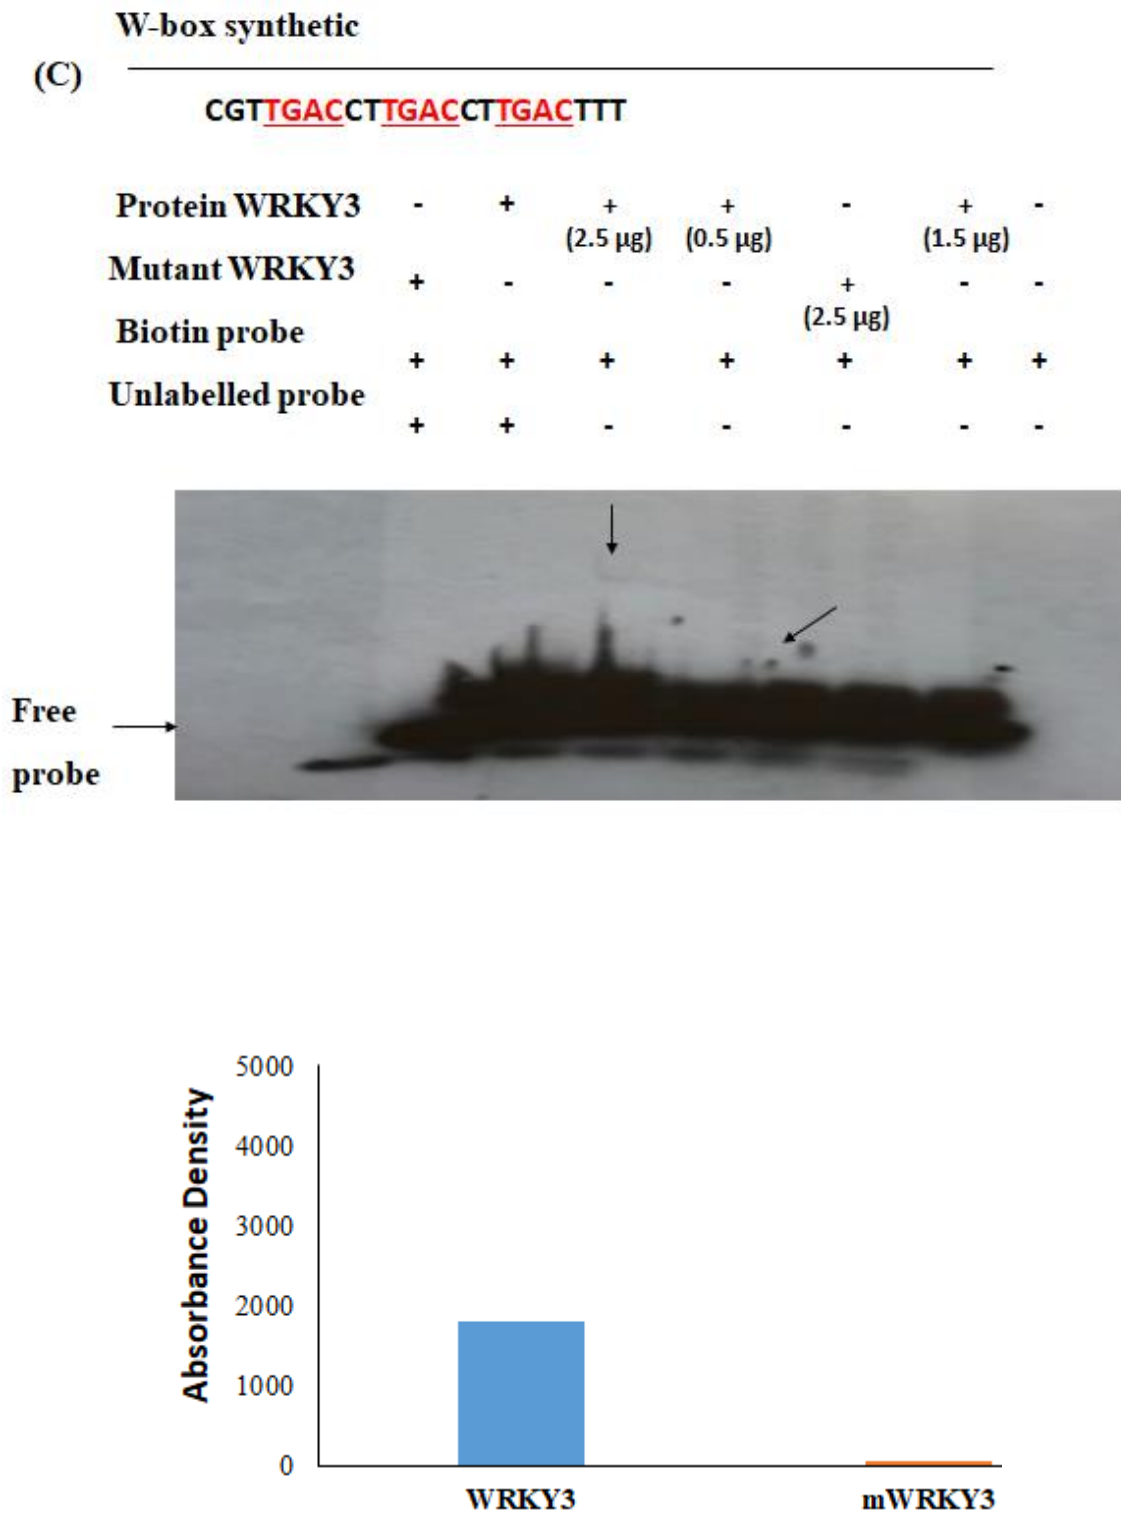 W-box synthetic
(C)
CGTTGACCTTGACCTTGACTTT
Protein WRKY3 - + + + - + -
(2.5 µg) (0.5 µg) (1.5 µg)
Mutant WRKY3 + - - - + - -
(2.5 µg)
Biotin probe + + + + + + +
Unlabelled probe + + - - - - -
Free
probe
5000
4000
3000
2000
1000
0
Absorbance Density
WRKY3 mWRKY3